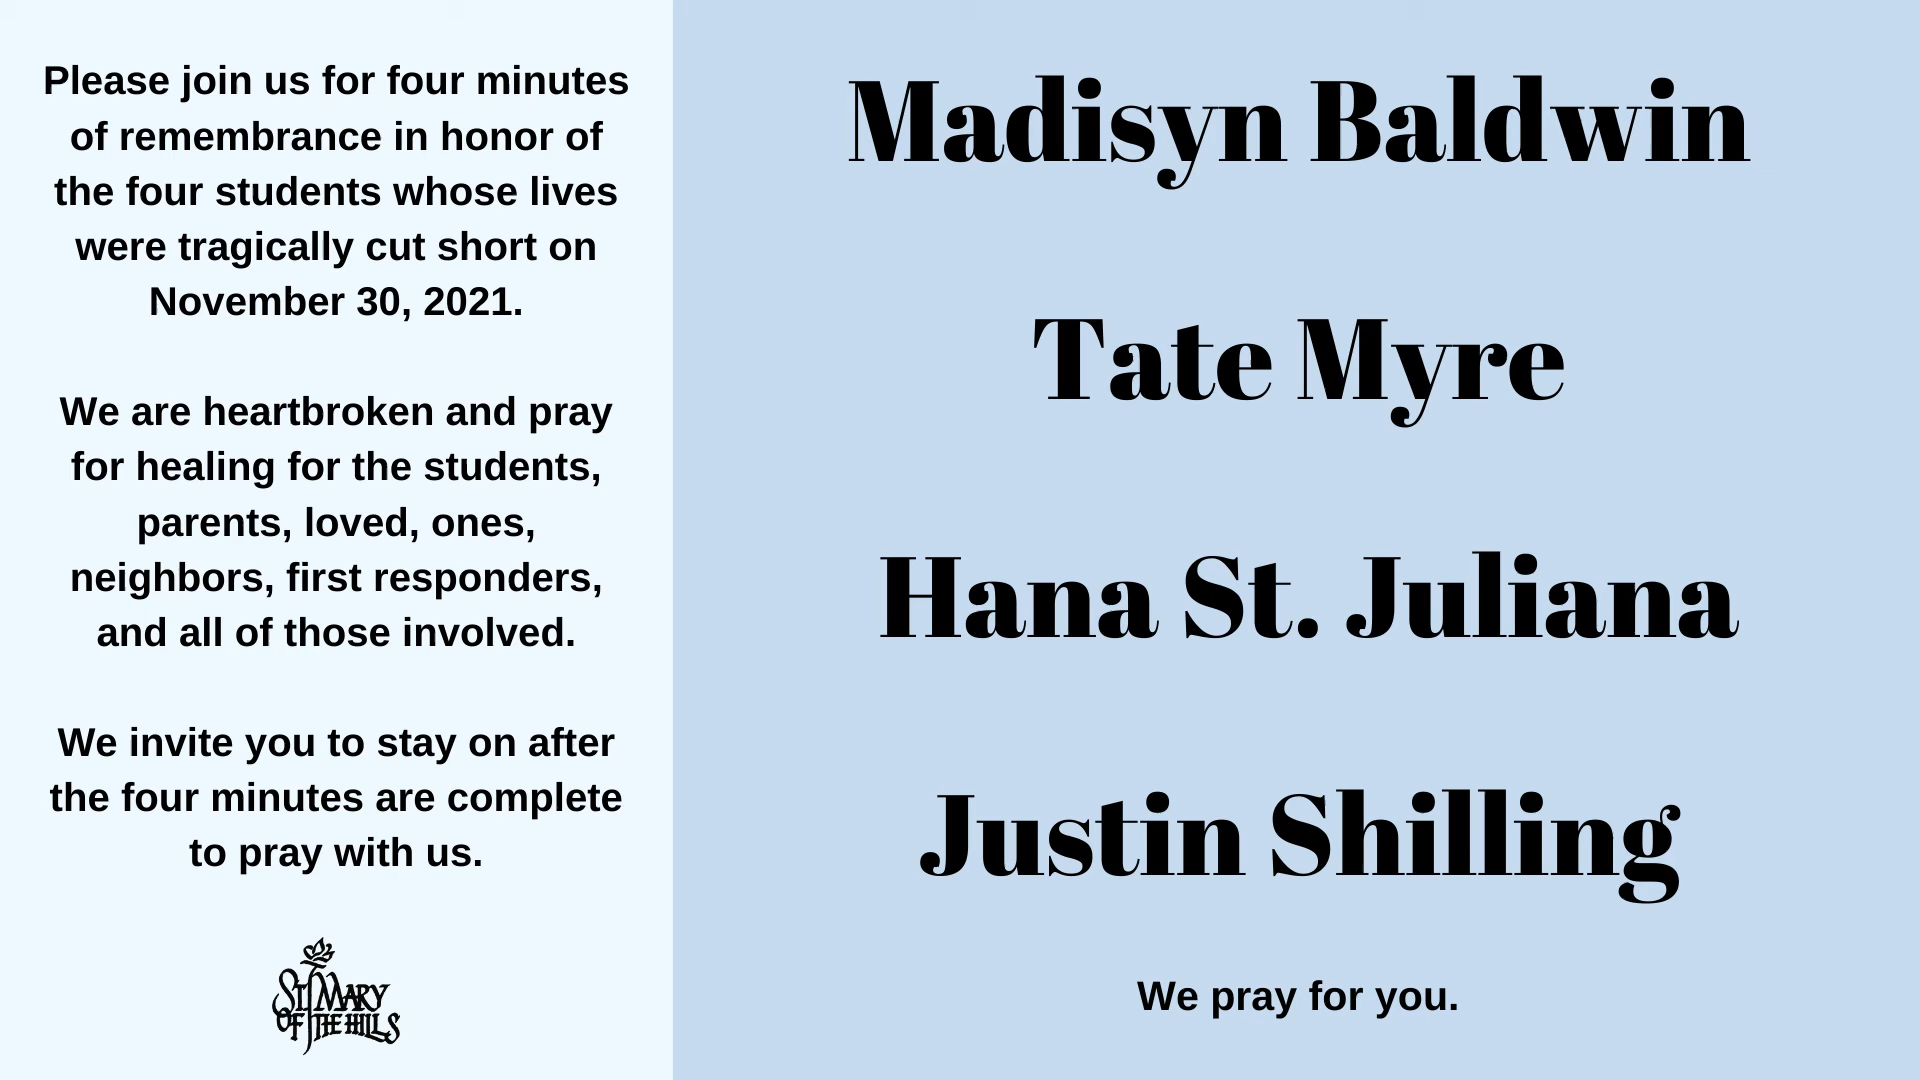 Please join us for four minutes
of remembrance in honor of
the four students whose lives
were tragically cut short on
November 30, 2021.
We are heartbroken and pray
for healing for the students,
parents, loved, ones,
neighbors, first responders,
and all of those involved.
We invite you to stay on after
the four minutes are complete
to pray with us.
ST MARY
OF THE HILLS
Madisyn Baldwin
Tate Myre
Hana St. Juliana
Justin Shilling
We pray for you.